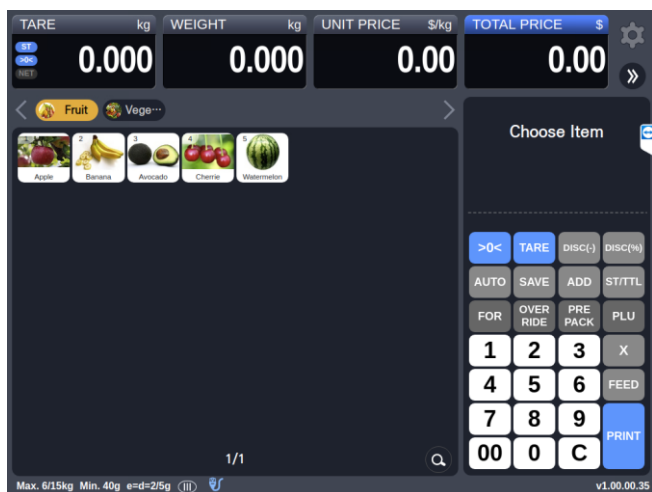 TARE kg WEIGHT kg UNIT PRICE $/kg TOTAL PRICE $
ST
>0<
NET
0.000 0.000 0.00 0.00
Fruit Vege···
Choose Item
1 2 3 4 5
Apple Banana Avocado Cherrie Watermelon
>0< TARE DISC(-) DISC(%)
AUTO SAVE ADD ST/TTL
FOR OVER RIDE PRE PACK PLU
1 2 3 X
4 5 6 FEED
7 8 9 PRINT
00 0 C
1/1
Max. 6/15kg Min. 40g e=d=2/5g (III) v1.00.00.35